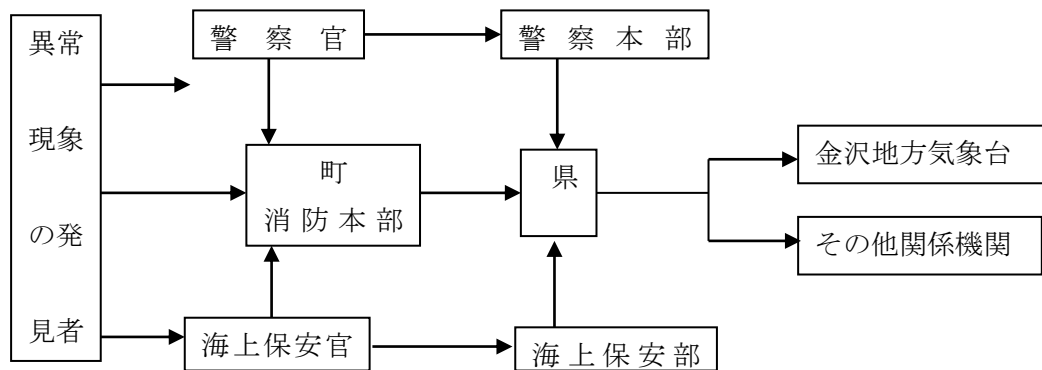 異常
現象
の発
見者
警察官
警察本部
町
消防本部
県
金沢地方気象台
その他関係機関
海上保安官
海上保安部